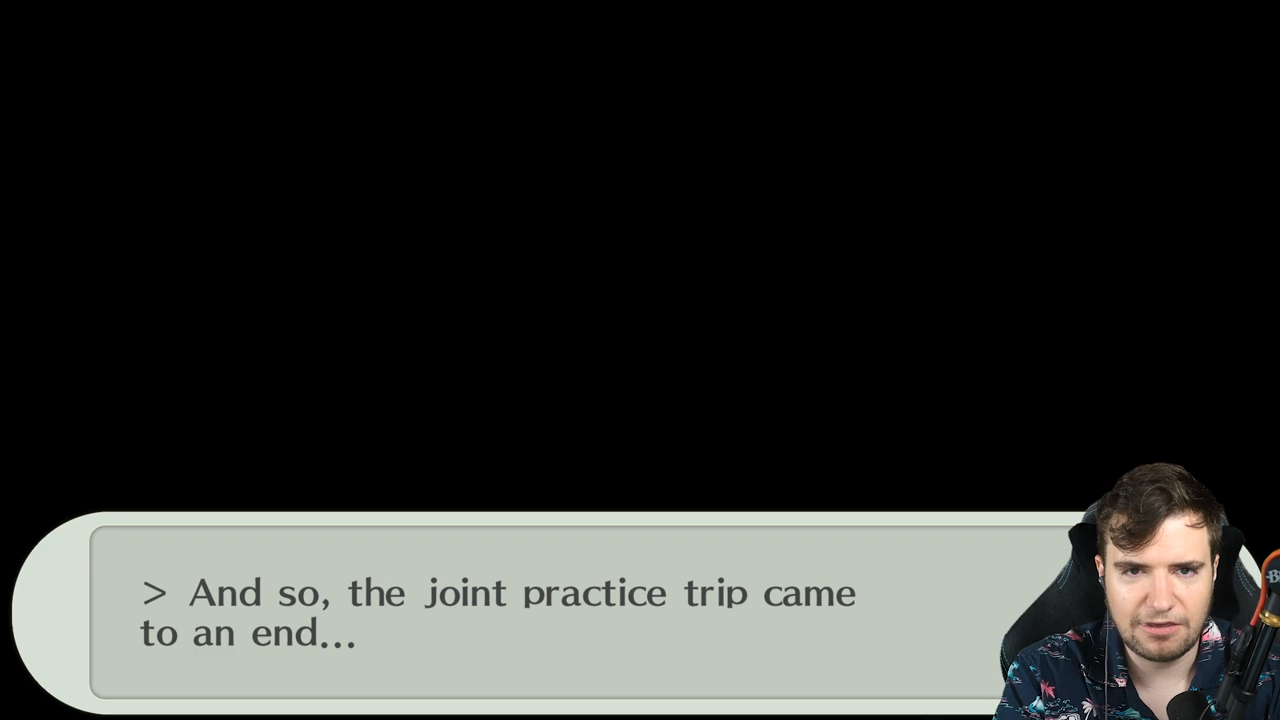 > And so, the joint practice trip came
to an end...